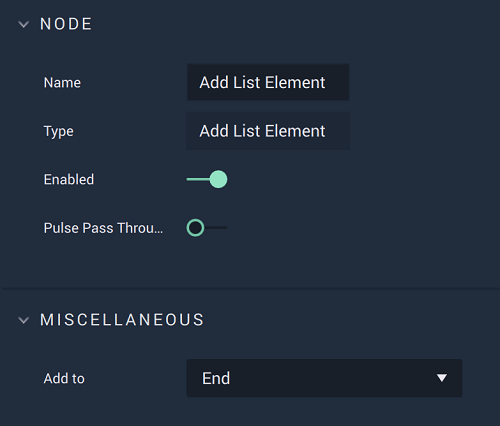 NODE
Name Add List Element
Type Add List Element
Enabled
Pulse Pass Throu...
MISCELLANEOUS
Add to End